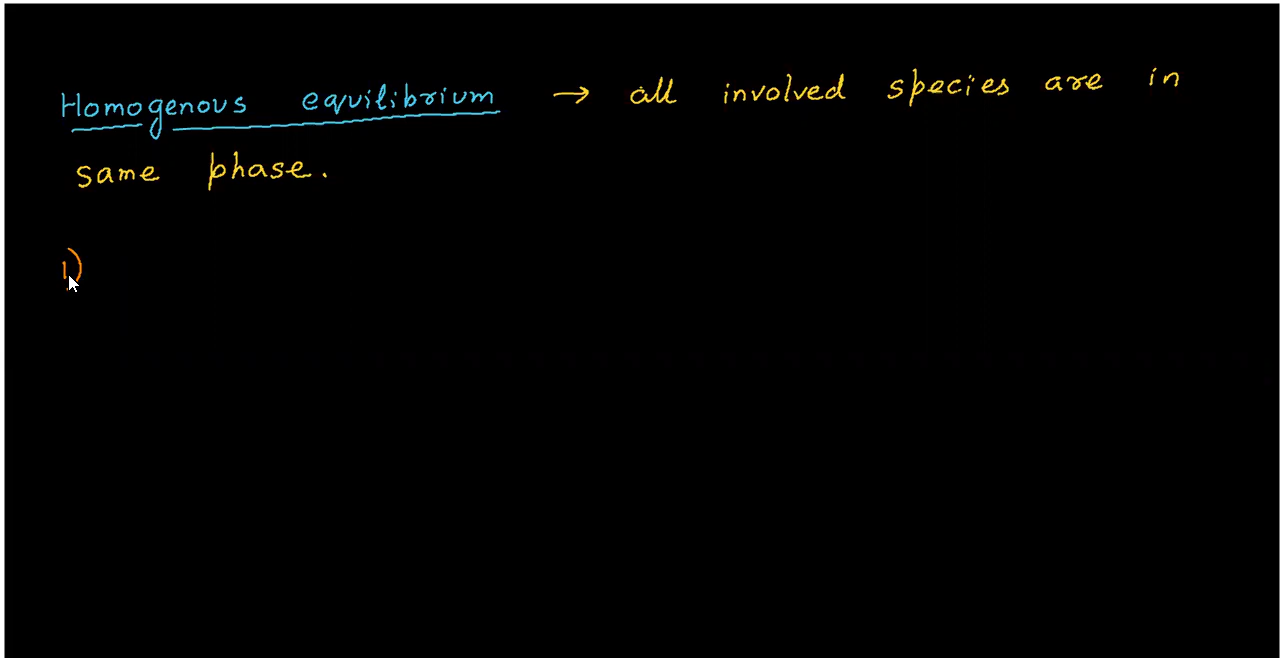 Homogenous equilibrium → all involved species are in
same phase.
1)